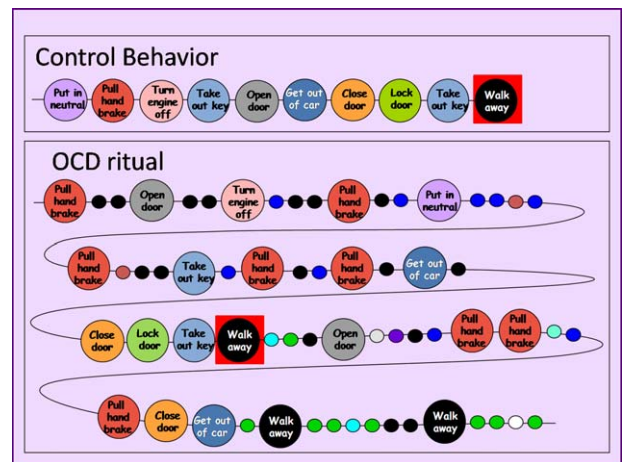 Control Behavior
Put in
neutral
Pull
hand
brake
Turn
engine
off
Take
out key
Open
door
Get out
of car
Close
door
Lock
door
Take
out key
Walk
away
OCD ritual
Pull
hand
brake
Open
door
Turn
engine
off
Pull
hand
brake
Put in
neutral
Pull
hand
brake
Take
out key
Pull
hand
brake
Pull
hand
brake
Get out
of car
Close
door
Lock
door
Take
out key
Walk
away
Open
door
Pull
hand
brake
Pull
hand
brake
Pull
hand
brake
Close
door
Get out
of car
Walk
away
Walk
away